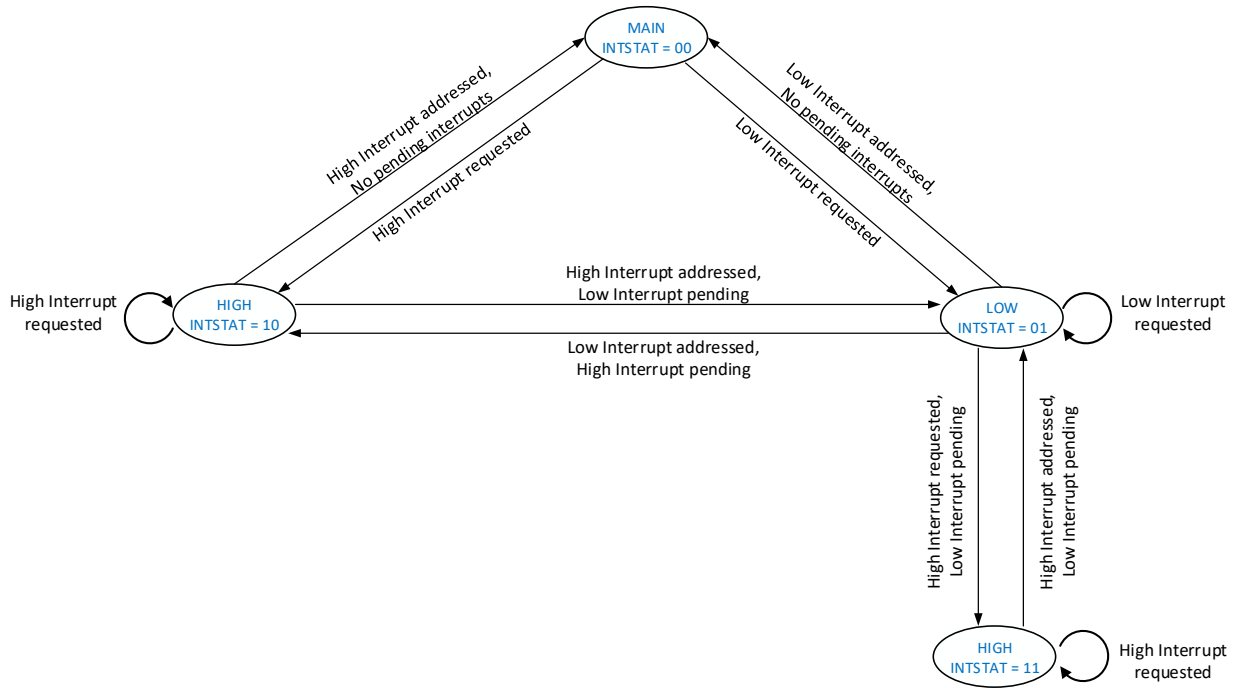 MAIN
INTSTAT = 00
High Interrupt addressed,
No pending interrupts
High Interrupt requested
Low Interrupt requested
Low Interrupt addressed,
No pending interrupts
High Interrupt
requested
HIGH
INTSTAT = 10
High Interrupt addressed,
Low Interrupt pending
Low Interrupt addressed,
High Interrupt pending
LOW
INTSTAT = 01
Low Interrupt
requested
High Interrupt requested,
Low Interrupt pending
High Interrupt addressed,
Low Interrupt pending
HIGH
INTSTAT = 11
High Interrupt
requested